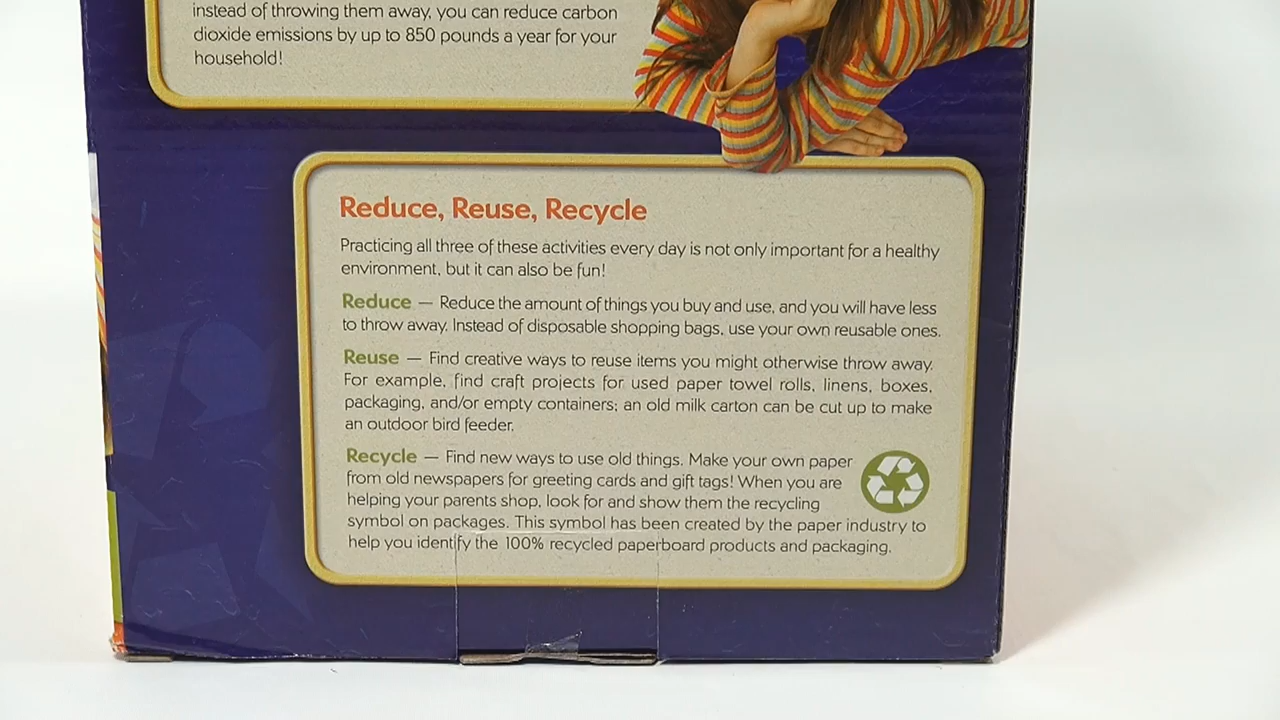 instead of throwing them away, you can reduce carbon
dioxide emissions by up to 850 pounds a year for your
household!
Reduce, Reuse, Recycle
Practicing all three of these activities every day is not only important for a healthy
environment, but it can also be fun!
Reduce — Reduce the amount of things you buy and use, and you will have less
to throw away. Instead of disposable shopping bags, use your own reusable ones.
Reuse — Find creative ways to reuse items you might otherwise throw away.
For example, find craft projects for used paper towel rolls, linens, boxes,
packaging, and/or empty containers; an old milk carton can be cut up to make
an outdoor bird feeder.
Recycle — Find new ways to use old things. Make your own paper
from old newspapers for greeting cards and gift tags! When you are
helping your parents shop, look for and show them the recycling
symbol on packages. This symbol has been created by the paper industry to
help you identify the 100% recycled paperboard products and packaging.